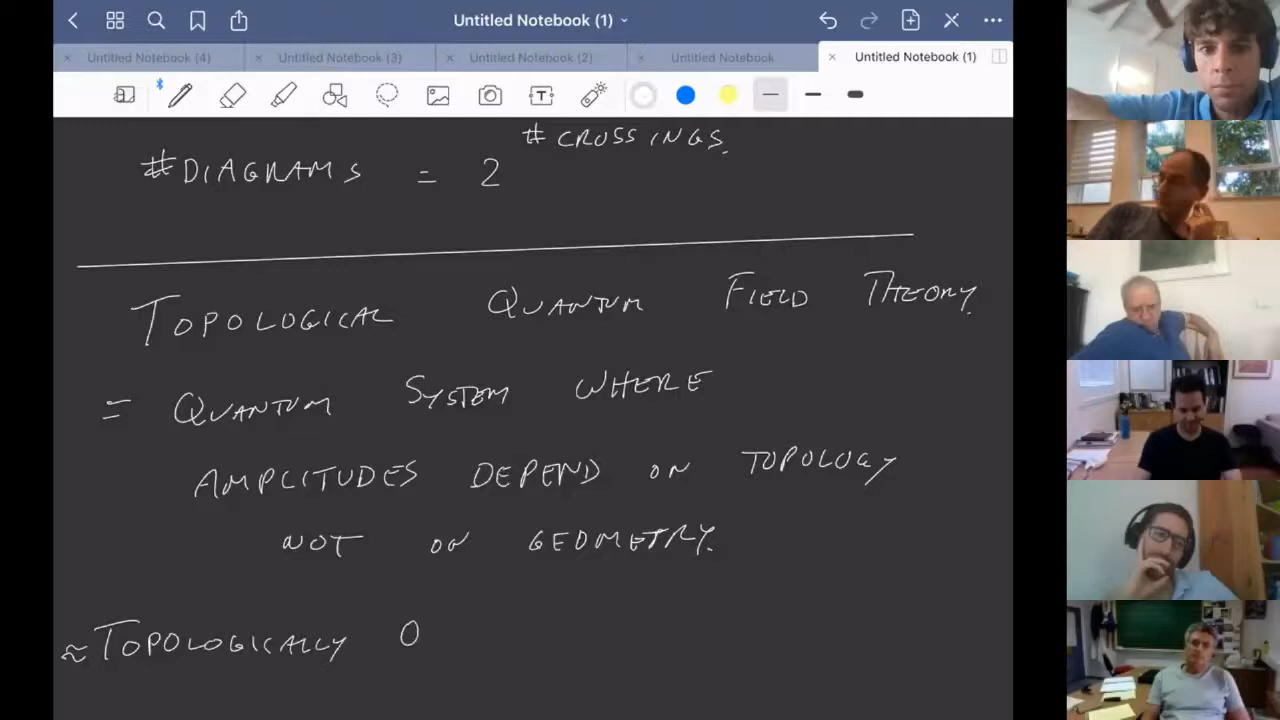 Untitled Notebook (1)
Untitled Notebook (4)
Untitled Notebook (3)
Untitled Notebook (2)
Untitled Notebook
Untitled Notebook (1)
# CROSSINGS.
#DIAGRAMS = 2
TOPOLOGICAL QUANTUM FIELD THEORY.
= QUANTUM SYSTEM WHERE
AMPLITUDES DEPEND ON TOPOLOGY
NOT ON GEOMETRY.
≈ TOPOLOGICALLY O